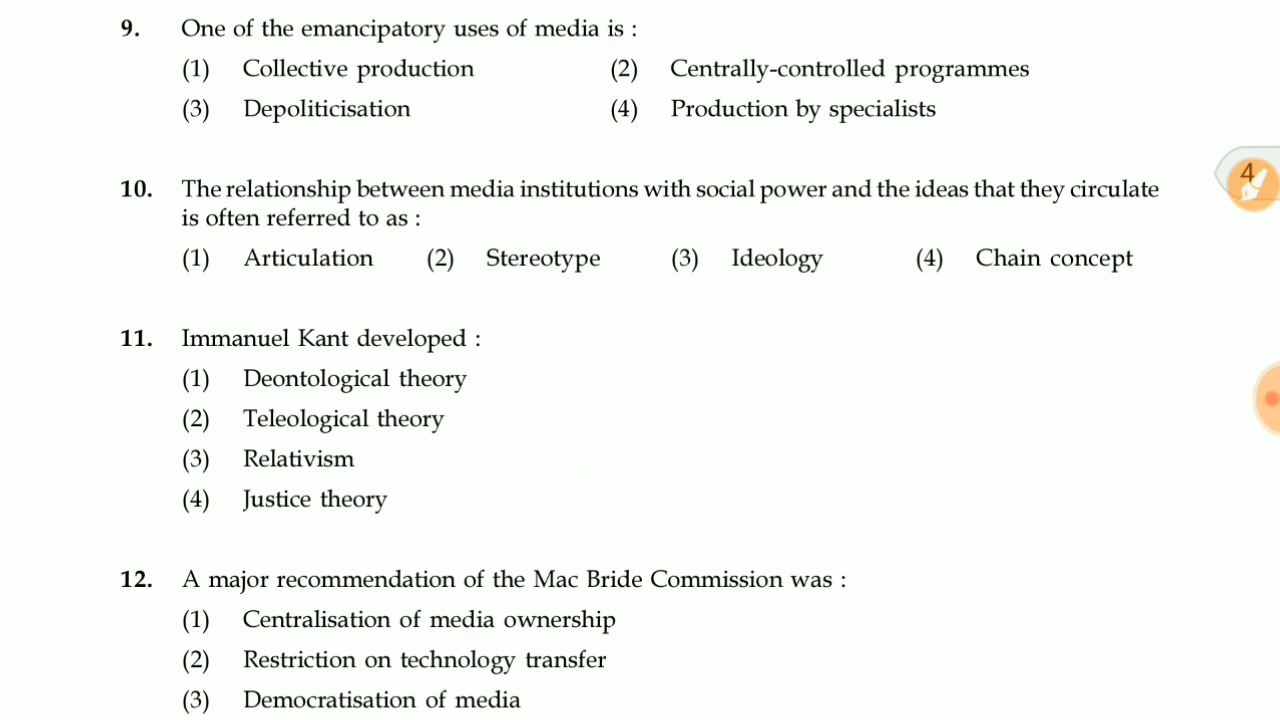 9. One of the emancipatory uses of media is :
(1) Collective production (2) Centrally-controlled programmes
(3) Depoliticisation (4) Production by specialists
10. The relationship between media institutions with social power and the ideas that they circulate
is often referred to as :
(1) Articulation (2) Stereotype (3) Ideology (4) Chain concept
11. Immanuel Kant developed :
(1) Deontological theory
(2) Teleological theory
(3) Relativism
(4) Justice theory
12. A major recommendation of the Mac Bride Commission was :
(1) Centralisation of media ownership
(2) Restriction on technology transfer
(3) Democratisation of media
4